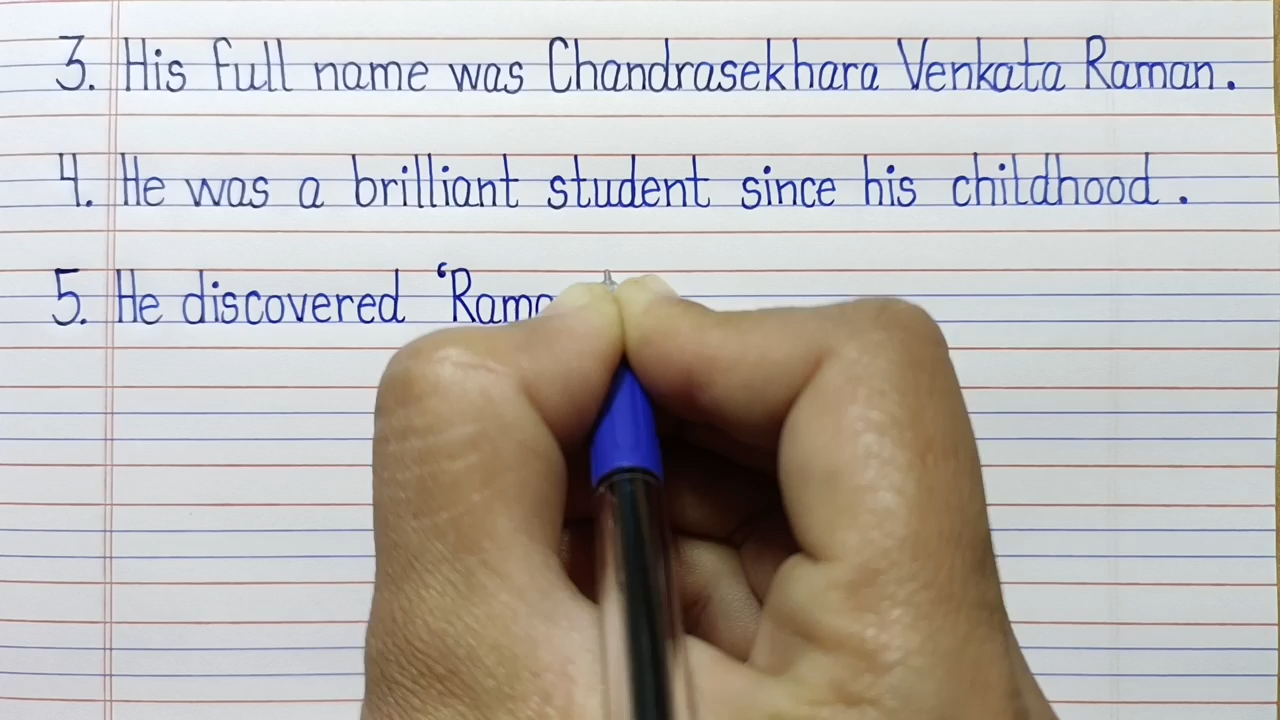 3. His full name was Chandrasekhara Venkata Raman.
4. He was a brilliant student since his childhood.
5. He discovered